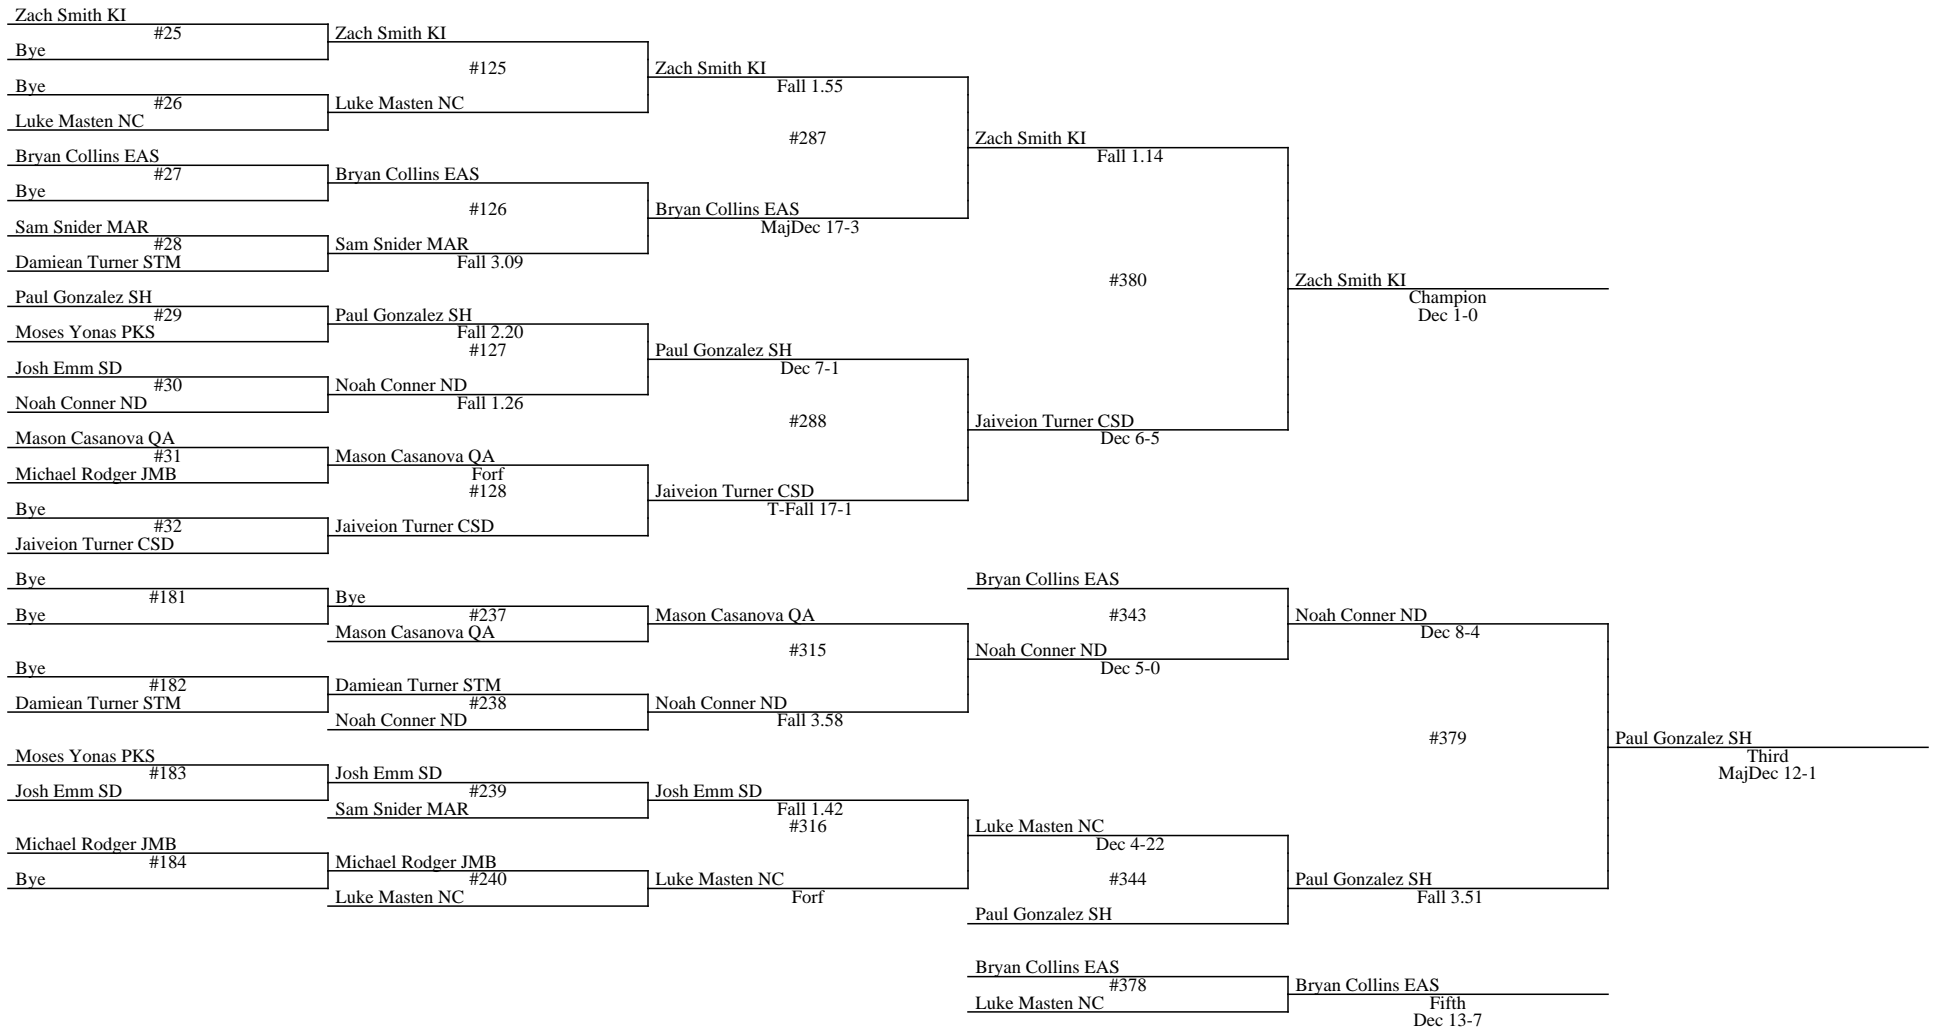 Zach Smith KI
#25
Bye
Zach Smith KI
#125
Bye
#26
Luke Masten NC
Luke Masten NC
Zach Smith KI
Fall 1.55
#287
Bryan Collins EAS
#27
Bye
Bryan Collins EAS
#126
Sam Snider MAR
#28
Damiean Turner STM
Sam Snider MAR
Fall 3.09
Bryan Collins EAS
MajDec 17-3
Zach Smith KI
Fall 1.14
#380
Paul Gonzalez SH
#29
Moses Yonas PKS
Paul Gonzalez SH
Fall 2.20
#127
Josh Emm SD
#30
Noah Conner ND
Noah Conner ND
Fall 1.26
Paul Gonzalez SH
Dec 7-1
#288
Mason Casanova QA
#31
Michael Rodger JMB
Mason Casanova QA
Forf
#128
Bye
#32
Jaiveion Turner CSD
Jaiveion Turner CSD
Jaiveion Turner CSD
T-Fall 17-1
Jaiveion Turner CSD
Dec 6-5
Zach Smith KI
Champion
Dec 1-0
Bye
#181
Bye
Bye
#237
Mason Casanova QA
Mason Casanova QA
#315
Bye
#182
Damiean Turner STM
Damiean Turner STM
#238
Noah Conner ND
Noah Conner ND
Fall 3.58
Bryan Collins EAS
#343
Noah Conner ND
Dec 5-0
Noah Conner ND
Dec 8-4
#379
Moses Yonas PKS
#183
Josh Emm SD
Josh Emm SD
#239
Sam Snider MAR
Josh Emm SD
Fall 1.42
#316
Michael Rodger JMB
#184
Bye
Michael Rodger JMB
#240
Luke Masten NC
Luke Masten NC
Forf
Luke Masten NC
Dec 4-22
#344
Paul Gonzalez SH
Paul Gonzalez SH
Fall 3.51
Paul Gonzalez SH
Third
MajDec 12-1
Bryan Collins EAS
#378
Luke Masten NC
Bryan Collins EAS
Fifth
Dec 13-7